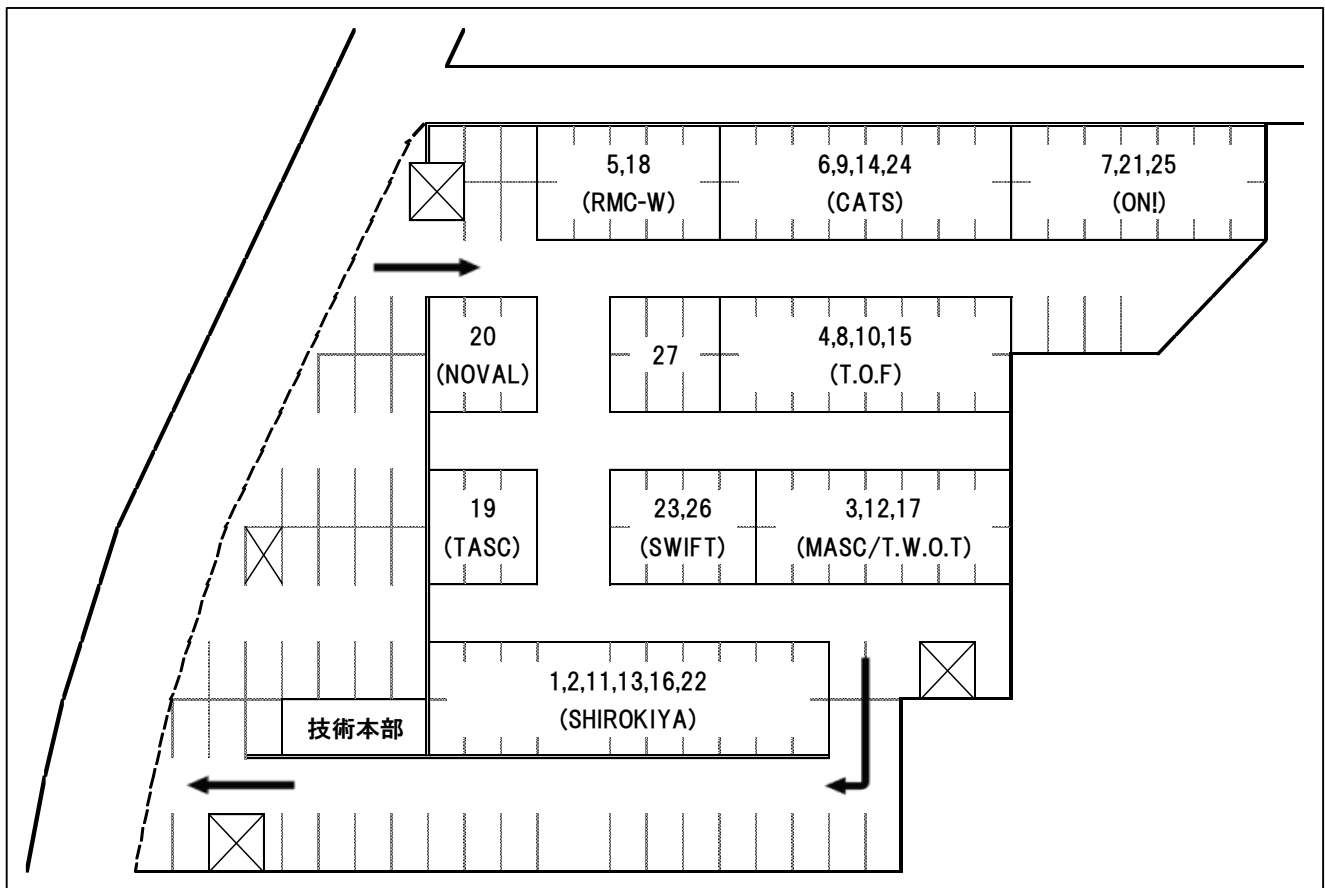 5,18
(RMC-W)
6,9,14,24
(CATS)
7,21,25
(ON!)
20
(NOVAL)
27
4,8,10,15
(T.O.F)
19
(TASC)
23,26
(SWIFT)
3,12,17
(MASC/T.W.O.T)
1,2,11,13,16,22
(SHIROKIYA)
技術本部